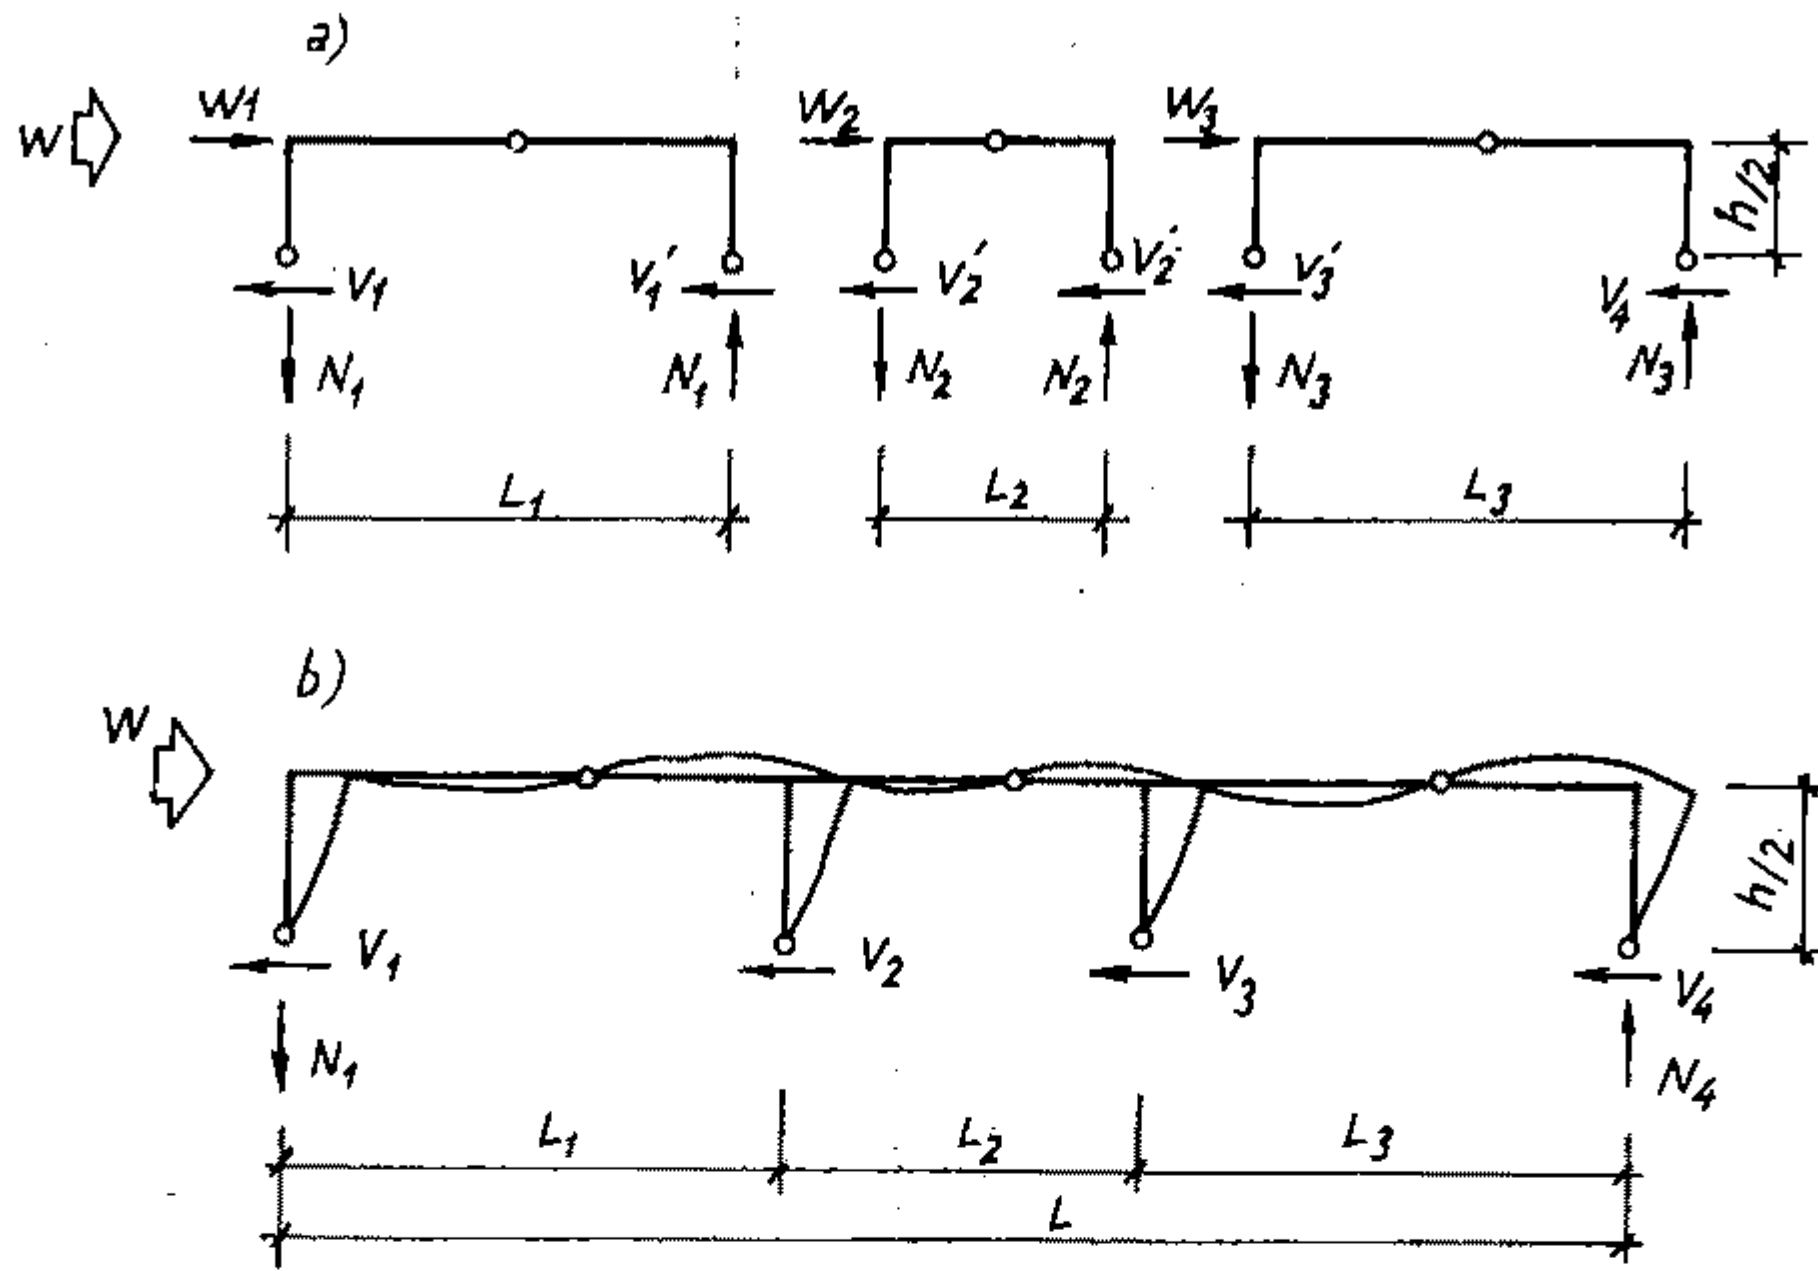 a)
W W1 W2 W3
h/2
V1 V1' V2' V2' V3' V4
N1 N1 N2 N2 N3 N3
L1 L2 L3
b)
W
h/2
V1 V2 V3 V4
N1 N4
L1 L2 L3
L